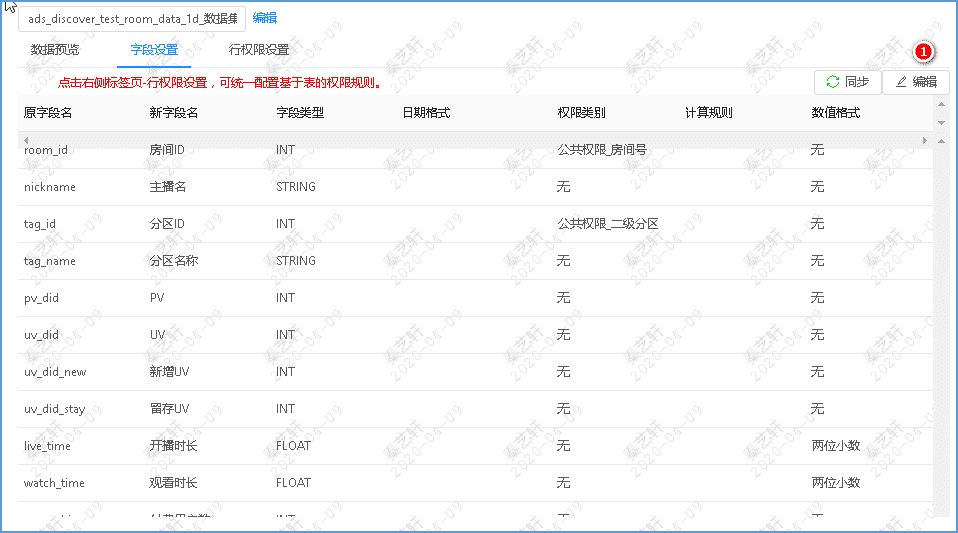 ads_discover_test_room_data_1d_数据集 编辑
数据预览 字段设置 行权限设置
1
点击右侧标签页-行权限设置，可统一配置基于表的权限规则。
同步 编辑
原字段名 新字段名 字段类型 日期格式 权限类别 计算规则 数值格式
room_id 房间ID INT 公共权限_房间号 无
nickname 主播名 STRING 无 无
tag_id 分区ID INT 公共权限_二级分区 无
tag_name 分区名称 STRING 无 无
pv_did PV INT 无 无
uv_did UV INT 无 无
uv_did_new 新增UV INT 无 无
uv_did_stay 留存UV INT 无 无
live_time 开播时长 FLOAT 无 两位小数
watch_time 观看时长 FLOAT 无 两位小数
秦艺轩
2020-04-09